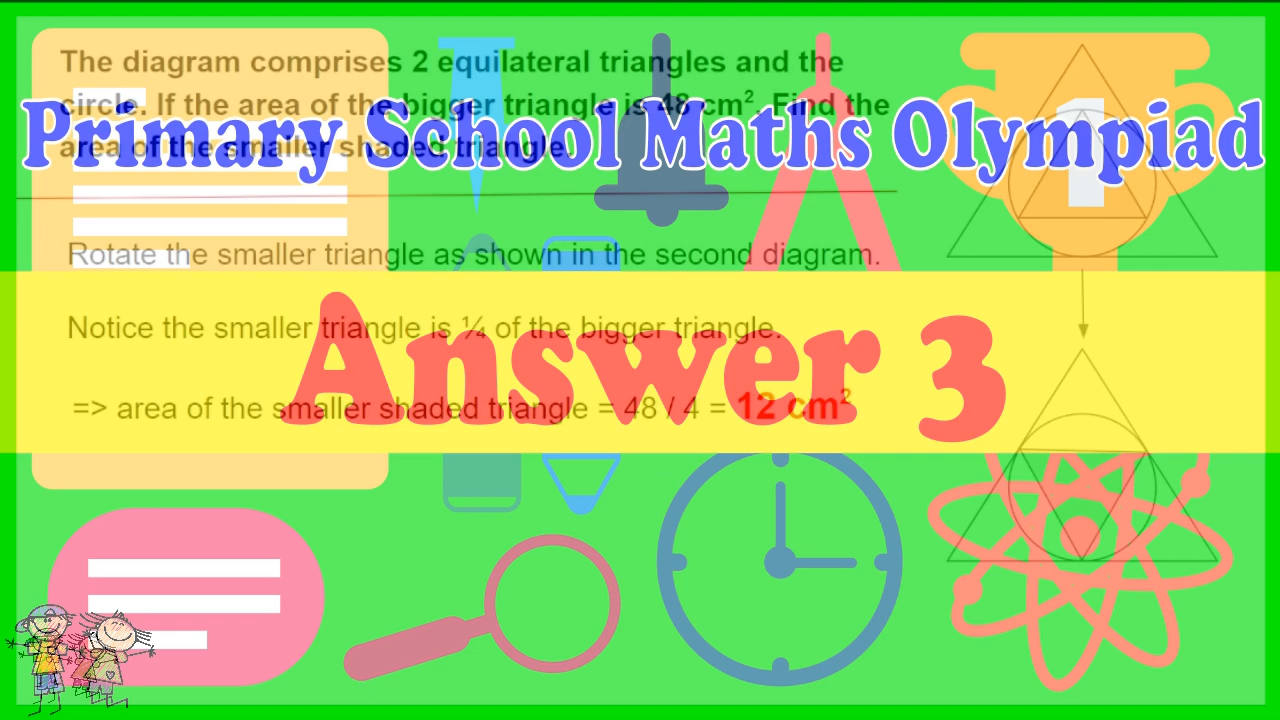 The diagram comprises 2 equilateral triangles and the
circle. If the area of the bigger triangle is 48 cm². Find the
area of the smaller shaded triangle.
Primary School Maths Olympiad
1
Rotate the smaller triangle as shown in the second diagram.
Notice the smaller triangle is ¼ of the bigger triangle.
Answer 3
=> area of the smaller shaded triangle = 48 / 4 = 12 cm²